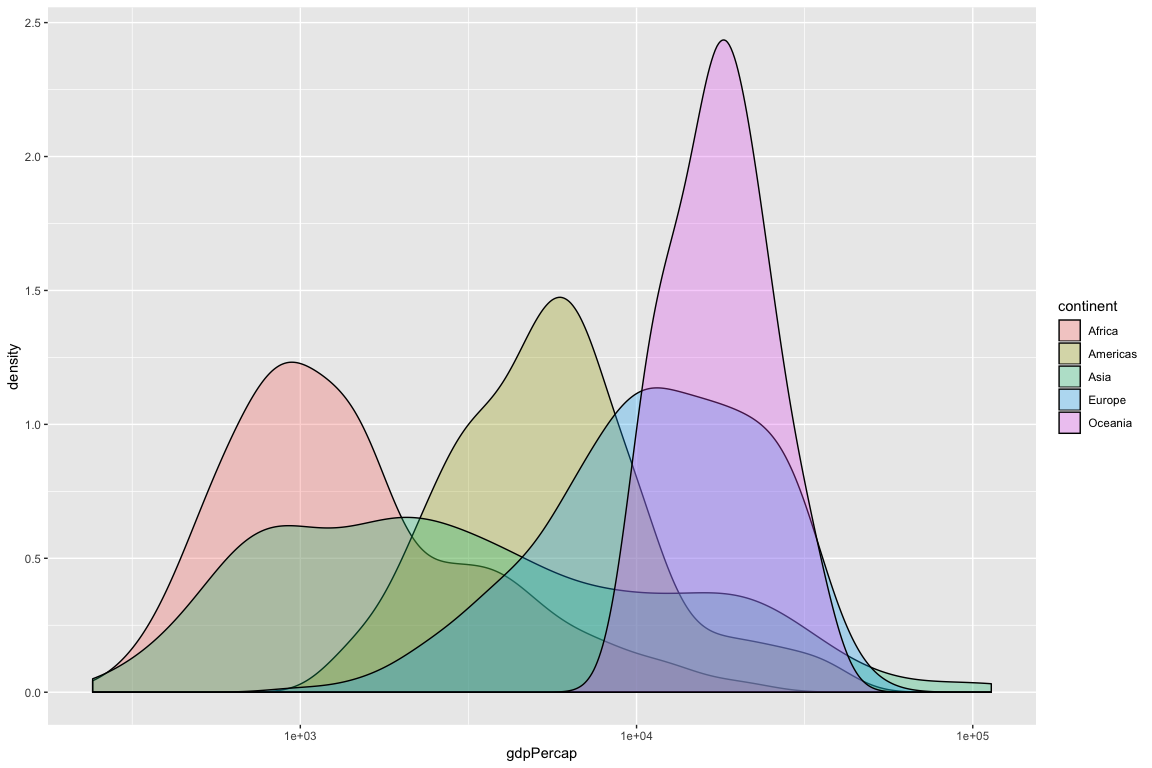 2.5
2.0
1.5
1.0
0.5
0.0
density
1e+03
1e+04
1e+05
gdpPercap
continent
Africa
Americas
Asia
Europe
Oceania